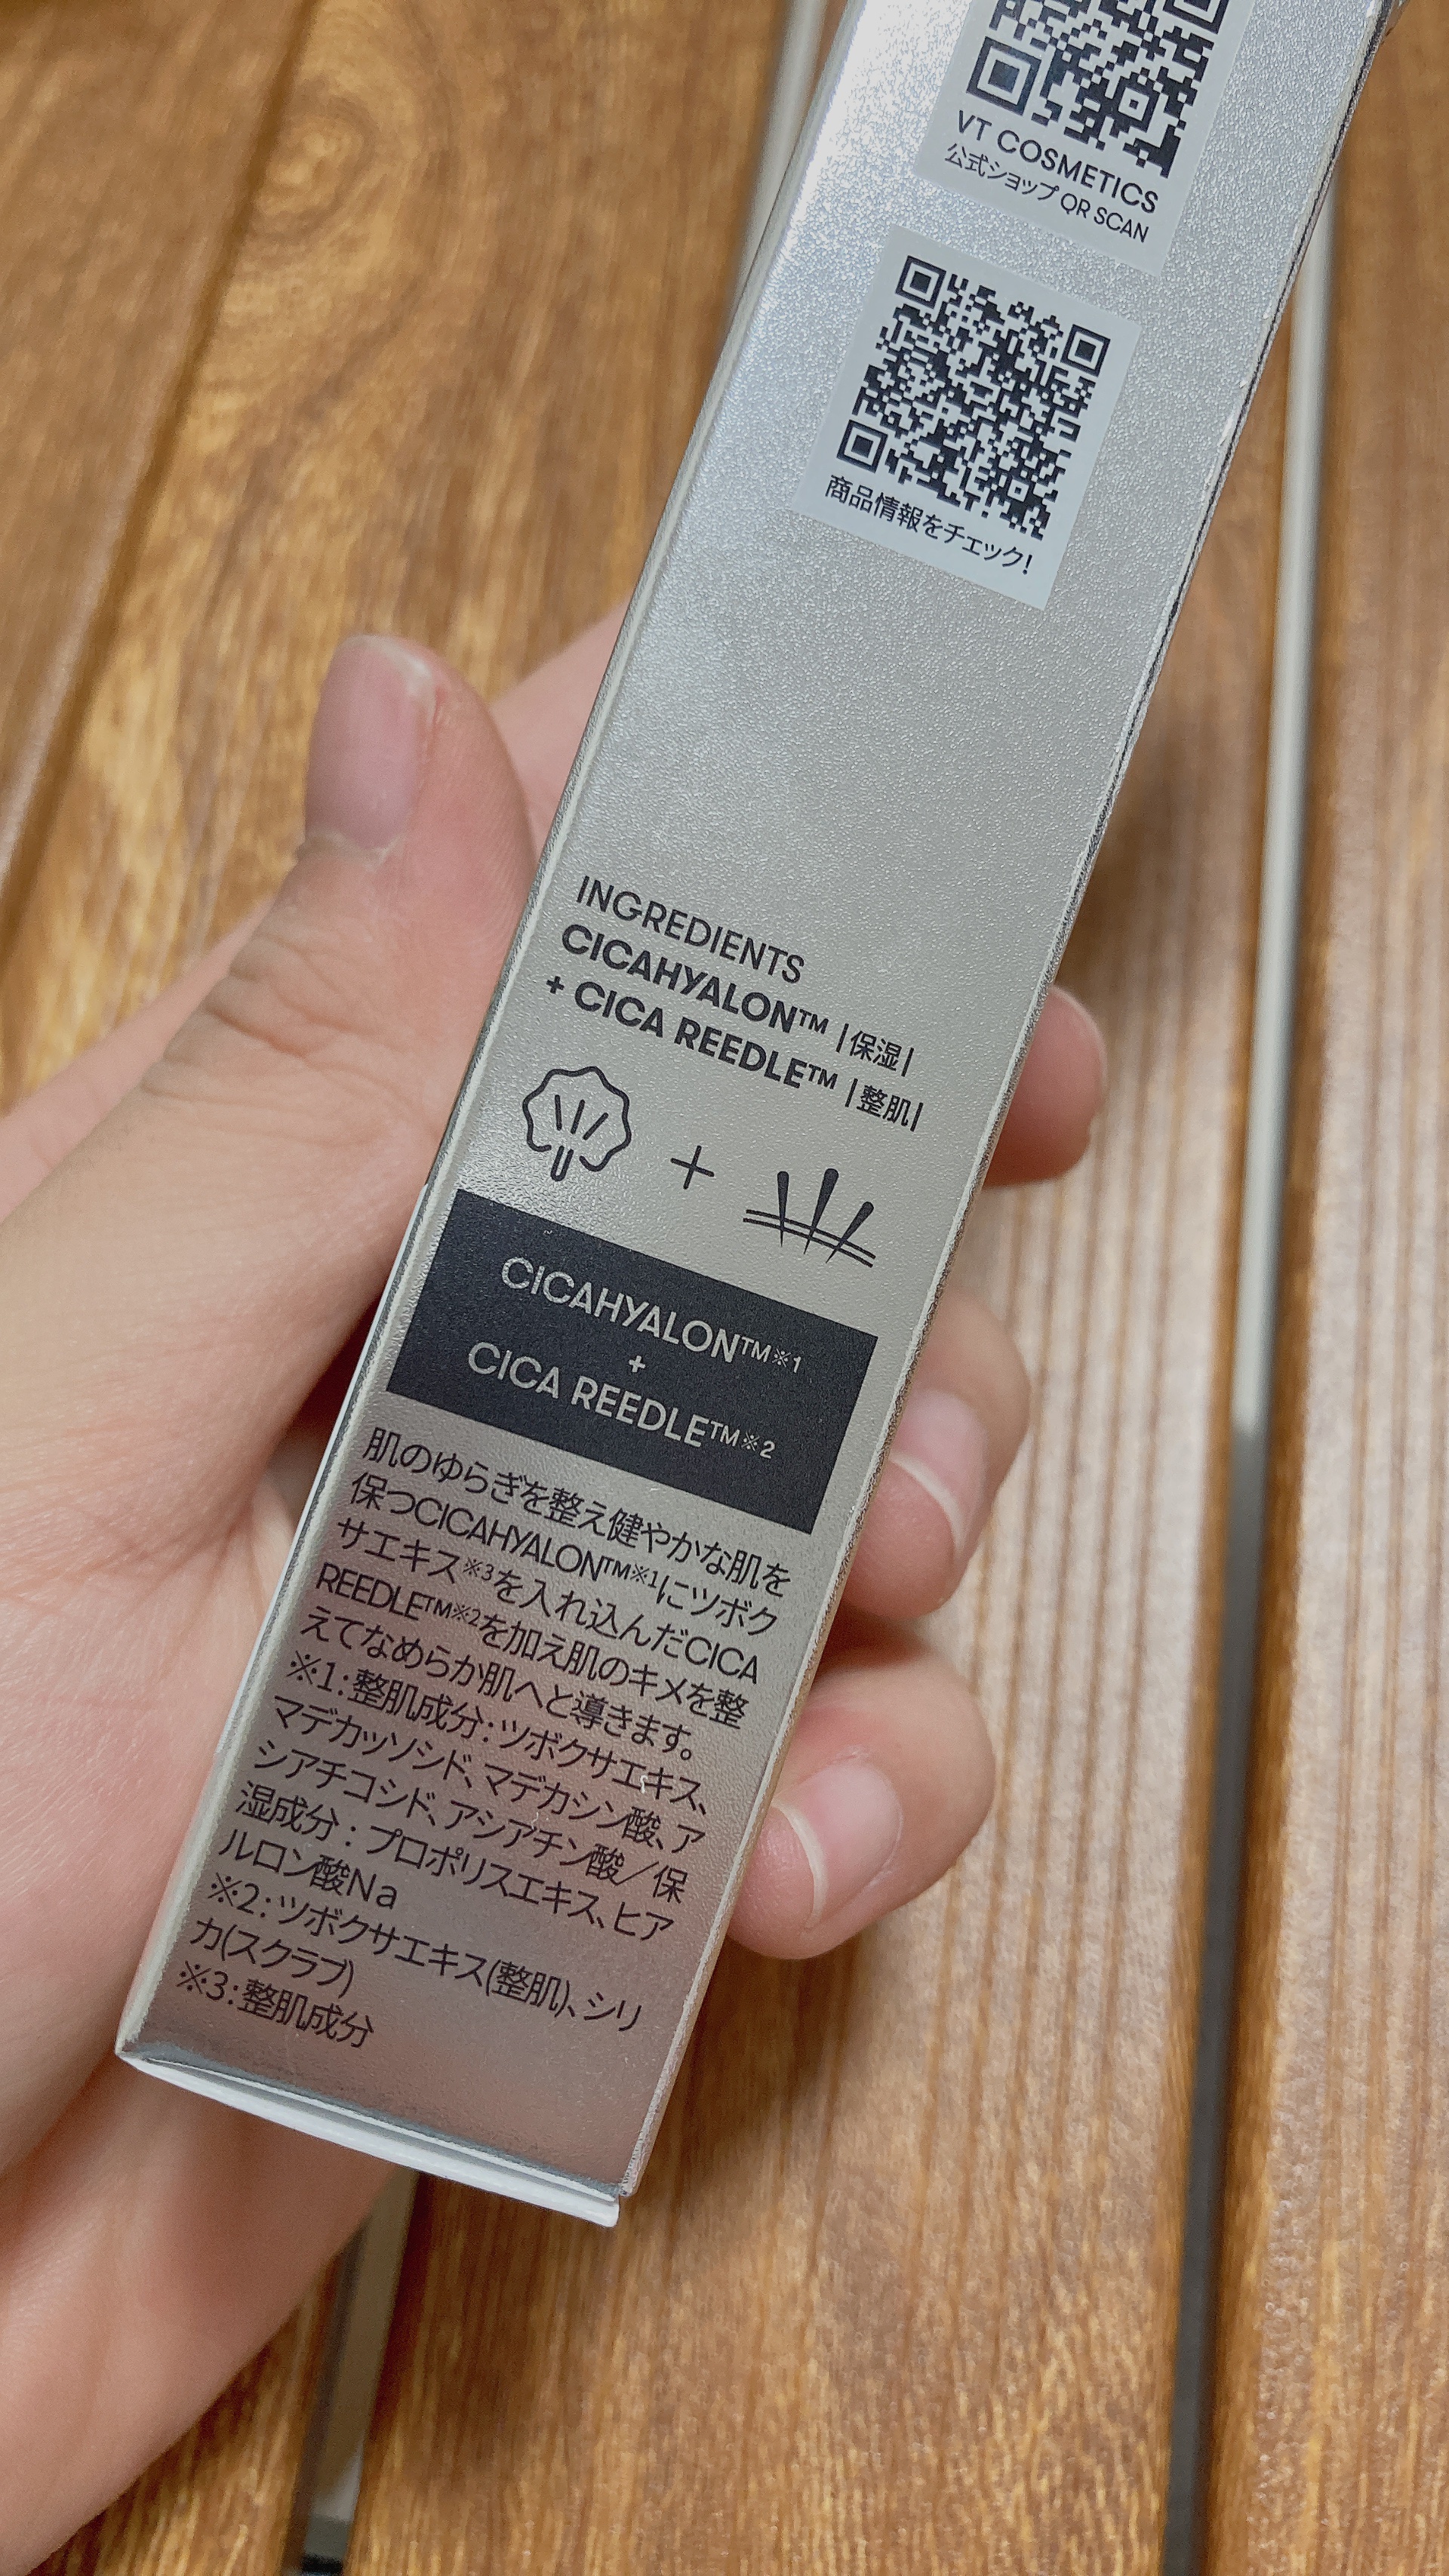 VT COSMETICS
公式ショップ QR SCAN
商品情報をチェック!
INGREDIENTS
CICAHYALON™ |保湿|
+ CICA REEDLE™ |整肌|
+
CICAHYALON™※1
+
CICA REEDLE™※2
肌のゆらぎを整え健やかな肌を
保つCICAHYALON™※1にツボク
サエキス※3を入れ込んだCICA
REEDLE™※2を加え肌のキメを整
えてなめらか肌へと導きます。
※1:整肌成分:ツボクサエキス、
マデカッソシド、マデカシン酸、ア
シアチコシド、アシアチン酸/保
湿成分:プロポリスエキス、ヒア
ルロン酸Na
※2:ツボクサエキス(整肌)、シリ
カ(スクラブ)
※3:整肌成分